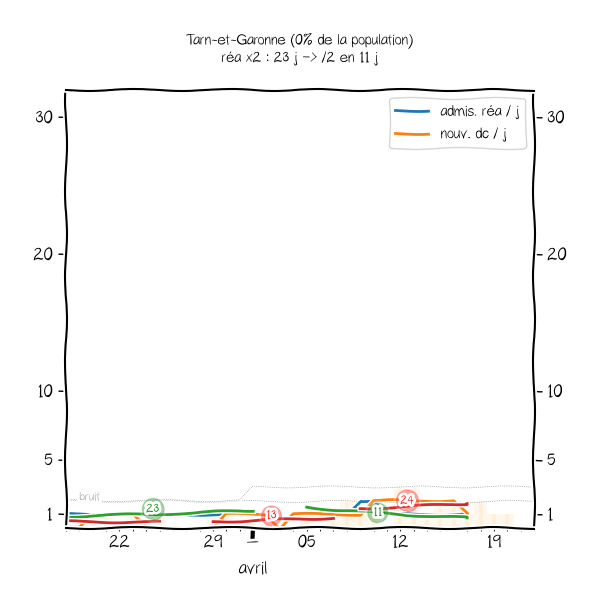 Tarn-et-Garonne (0% de la population)
réa x2 : 23 j -> /2 en 11 j
admis. réa / j
nouv. dc / j
30 30
20 20
10 10
5 5
bruit
23 13 11 24
1 1
22 29 1 05 12 19
avril